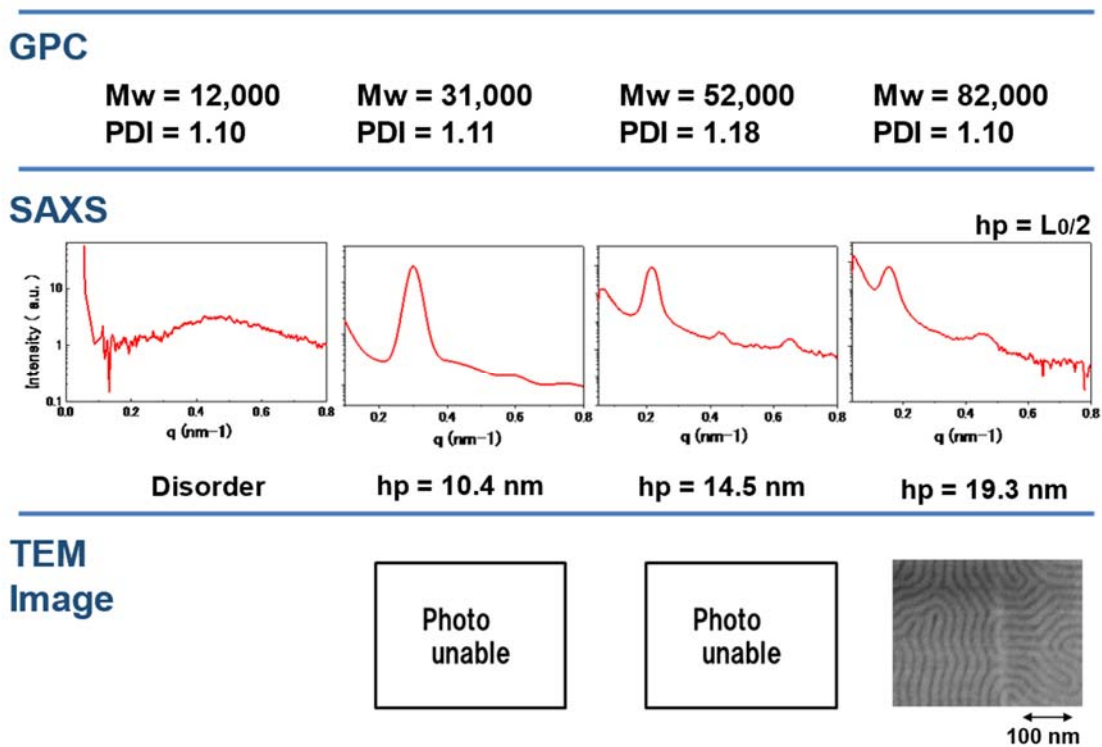 GPC
Mw = 12,000 Mw = 31,000 Mw = 52,000 Mw = 82,000
PDI = 1.10 PDI = 1.11 PDI = 1.18 PDI = 1.10
SAXS
hp = L0/2
Intensity ( a.u. )
10
1
0.1
0.0 0.2 0.4 0.6 0.8 0.2 0.4 0.6 0.8 0.2 0.4 0.6 0.8 0.2 0.4 0.6 0.8
q (nm-1) q (nm-1) q (nm-1) q (nm-1)
Disorder hp = 10.4 nm hp = 14.5 nm hp = 19.3 nm
TEM
Image
Photo unable Photo unable
100 nm